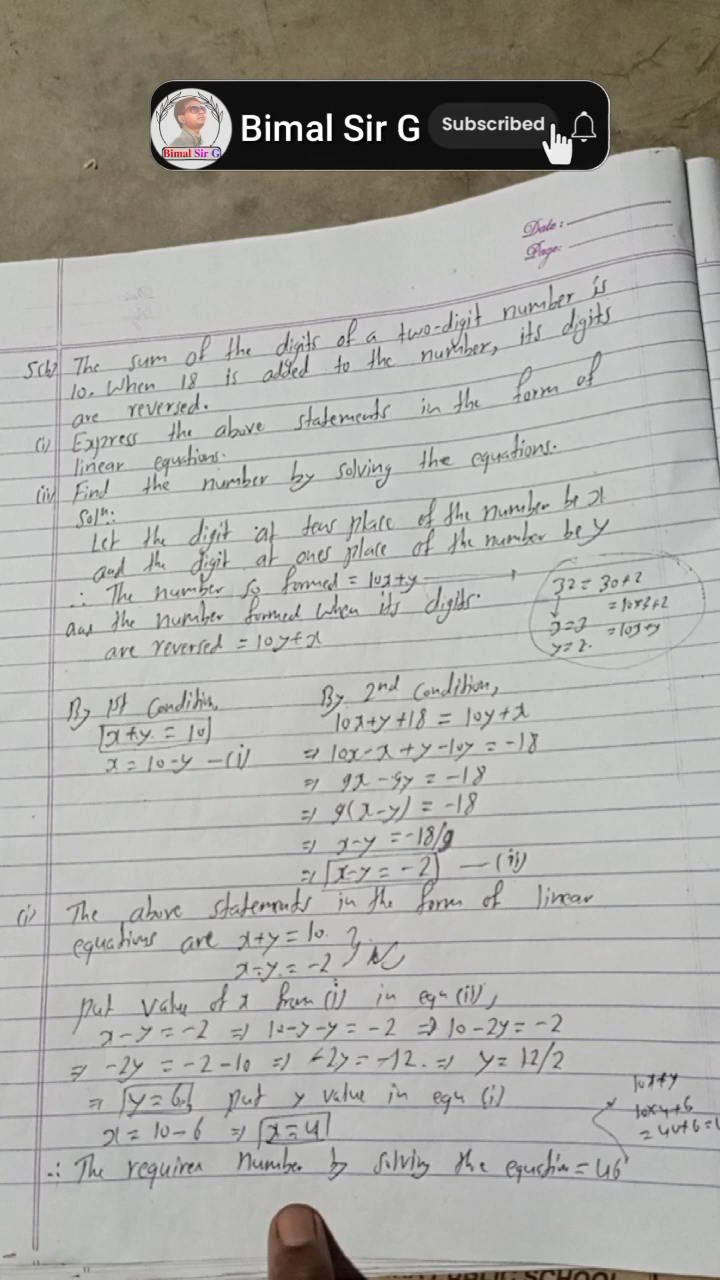 Bimal Sir G
Subscribed
Bimal Sir G
Date:
Page:
5(b) The sum of the digits of a two-digit number is
10. When 18 is added to the number, its digits
are reversed.
(i) Express the above statements in the form of
linear equations.
(ii) Find the number by solving the equations.
Solⁿ:
Let the digit at tens place of the number be x
and the digit at ones place of the number be y
∴ The number so formed = 10x+y
and the number formed when its digits.
are reversed = 10y+x
32 = 30+2
= 10×3+2
x=3 = 10x+y
y=2.
By 1st Condition,
x+y = 10
x = 10-y - (i)
By 2nd Condition,
10x+y+18 = 10y+x
⇒ 10x-x+y-10y = -18
⇒ 9x-9y = -18
⇒ 9(x-y) = -18
⇒ x-y = -18/9
⇒ x-y = -2 - (ii)
(i) The above statements in the form of linear
equations are x+y = 10.
x-y = -2
put value of x from (i) in eqn (ii),
x-y = -2 ⇒ 10-y-y = -2 ⇒ 10-2y = -2
⇒ -2y = -2-10 ⇒ -2y = -12. ⇒ y = 12/2
⇒ y = 6 put y value in eqn (i)
x = 10-6 ⇒ x = 4
10x+y
10×4+6
= 40+6 =
∴ The required number by solving the equation = 46
PUBLIC SCHOOL